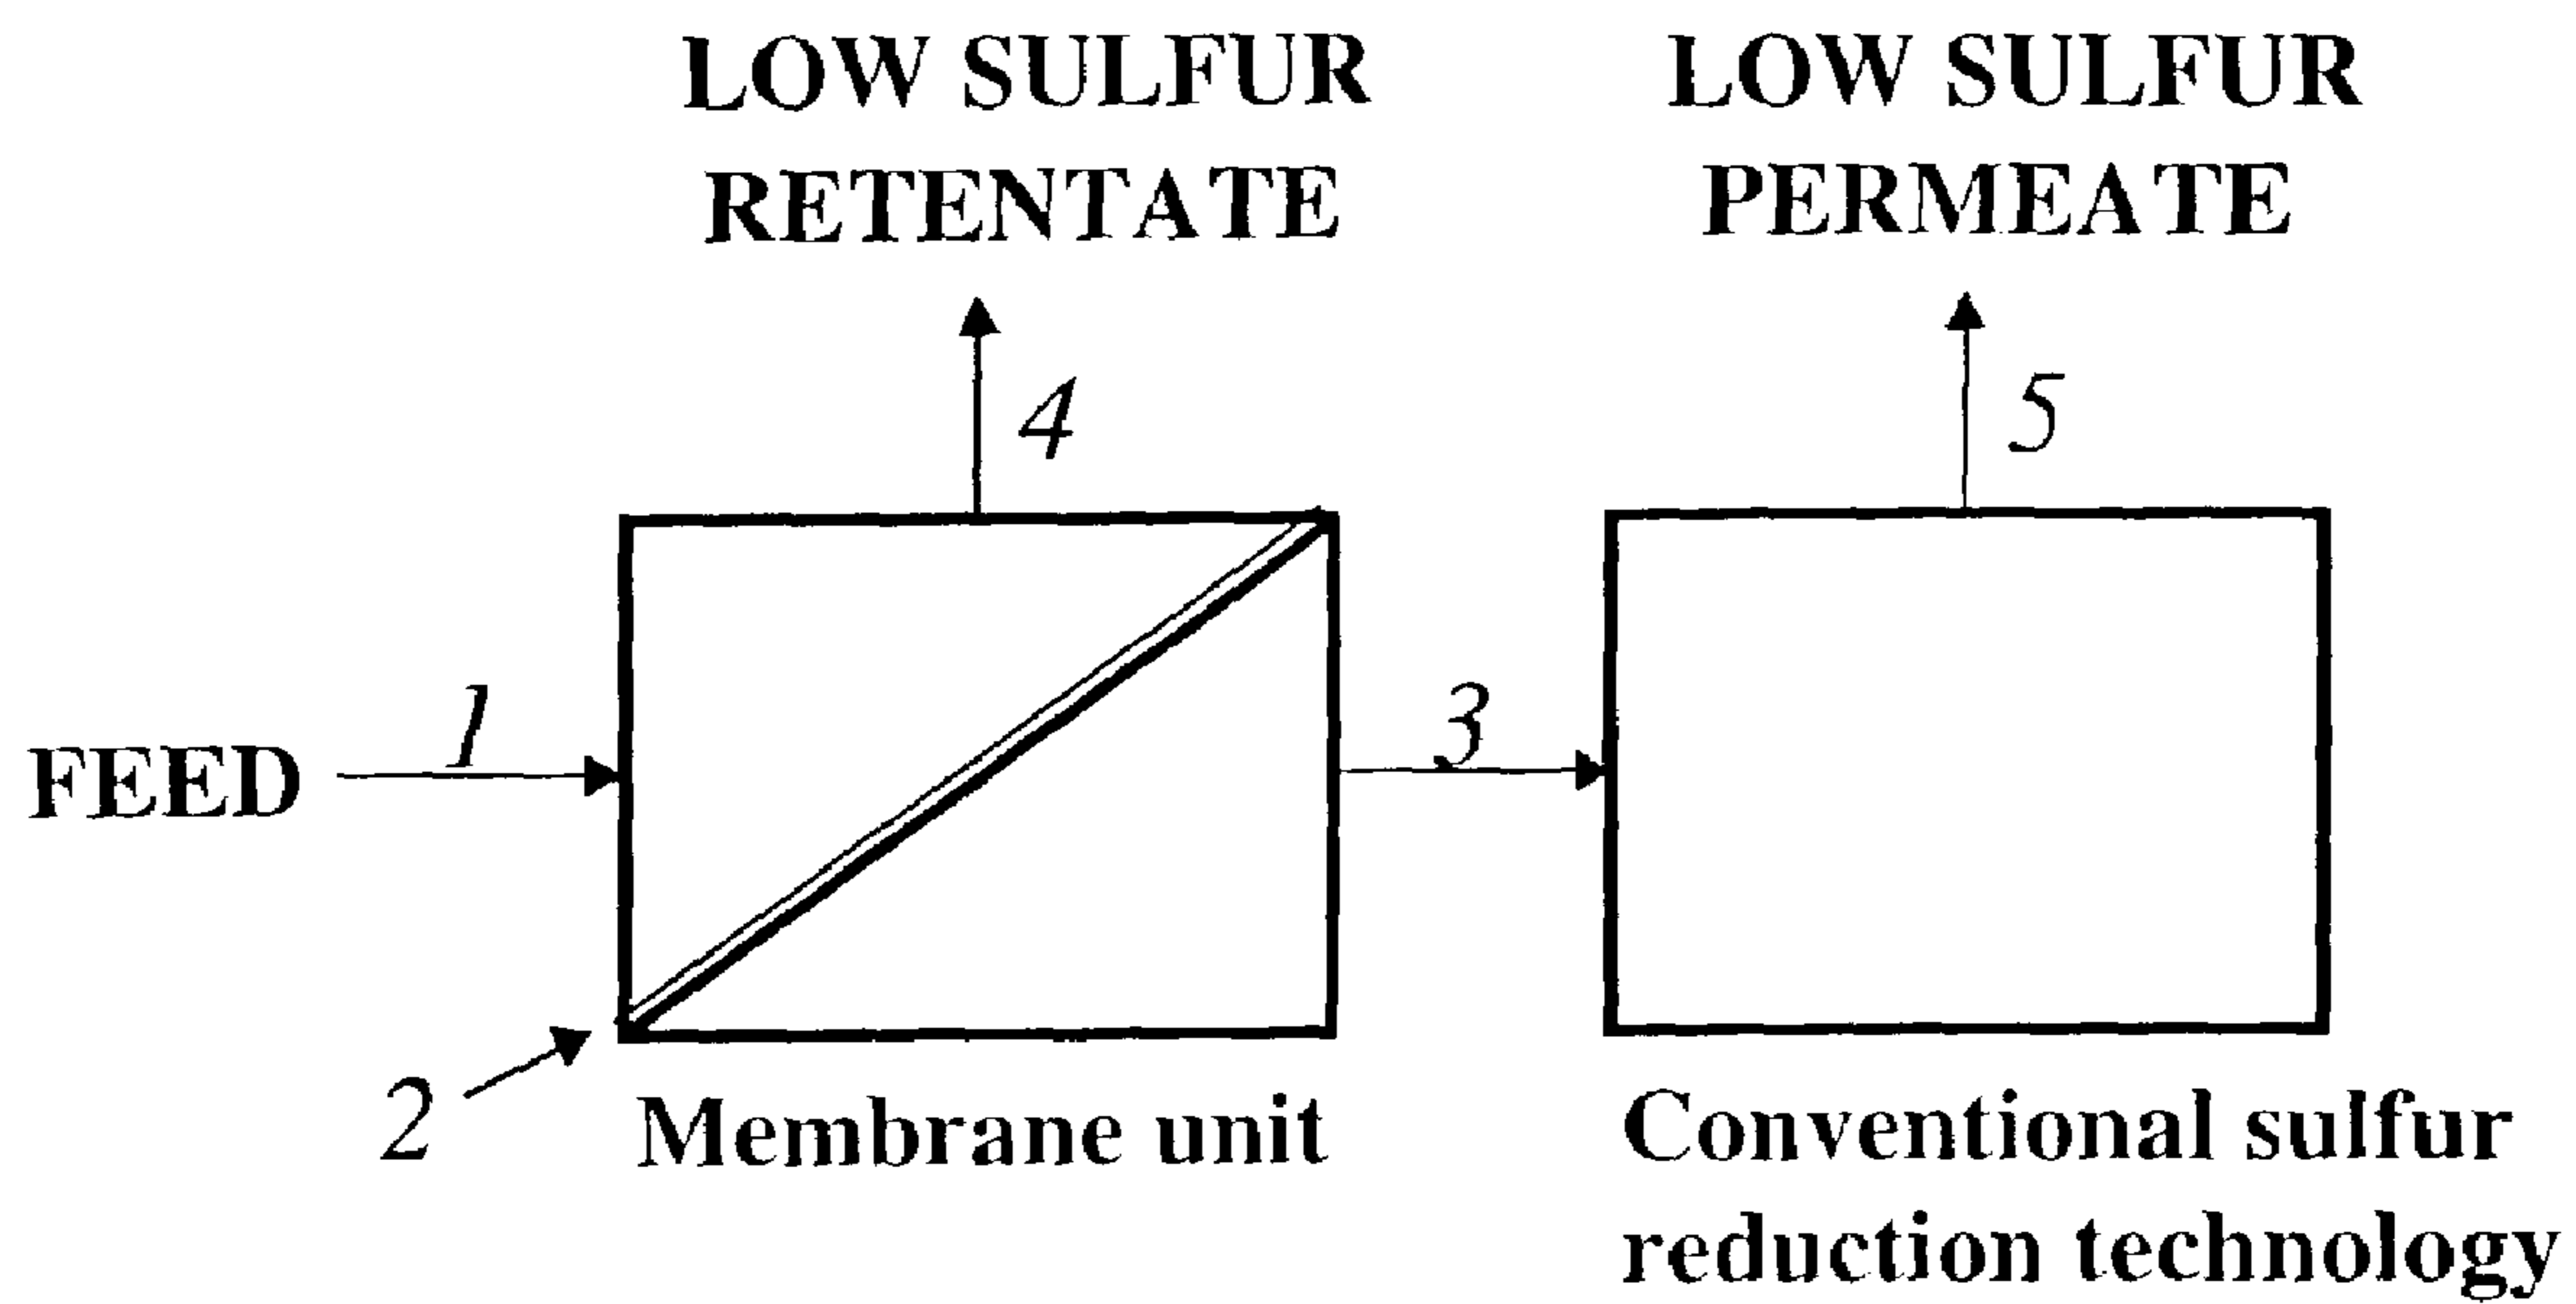 LOW SULFUR
RETENTATE
LOW SULFUR
PERMEATE
4
5
FEED
1
3
2
Membrane unit
Conventional sulfur
reduction technology